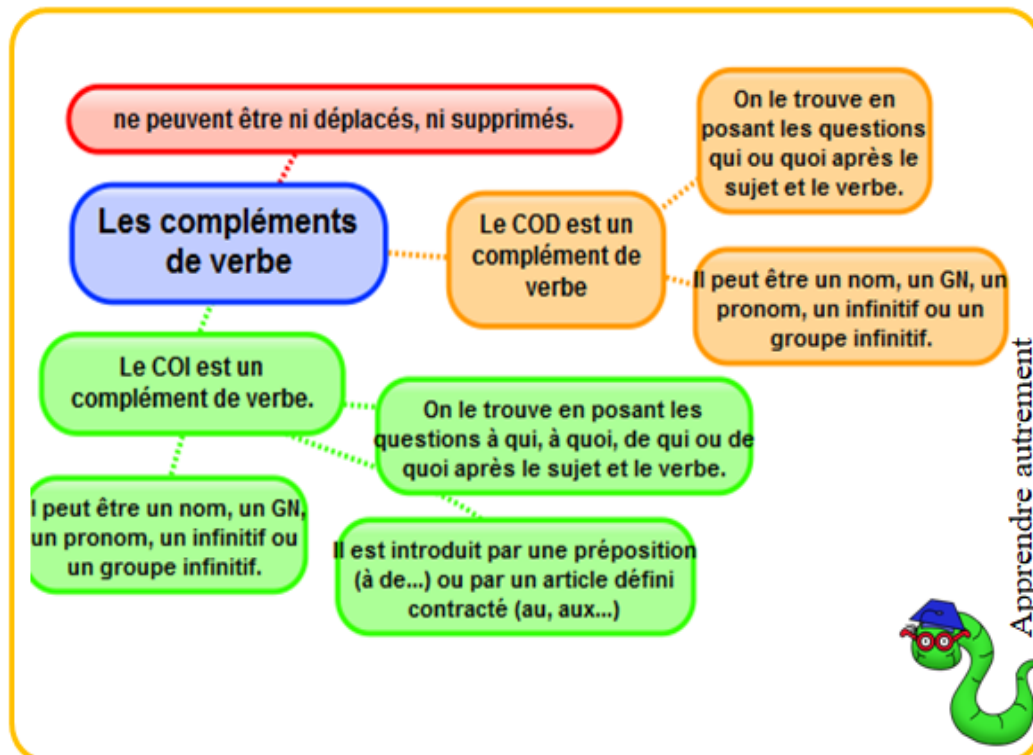 ne peuvent être ni déplacés, ni supprimés.
Les compléments
de verbe
Le COD est un
complément de
verbe
On le trouve en
posant les questions
qui ou quoi après le
sujet et le verbe.
Il peut être un nom, un GN, un
pronom, un infinitif ou un
groupe infinitif.
Le COI est un
complément de verbe.
On le trouve en posant les
questions à qui, à quoi, de qui ou de
quoi après le sujet et le verbe.
l peut être un nom, un GN,
un pronom, un infinitif ou
un groupe infinitif.
Il est introduit par une préposition
(à de...) ou par un article défini
contracté (au, aux...)
Apprendre autrement